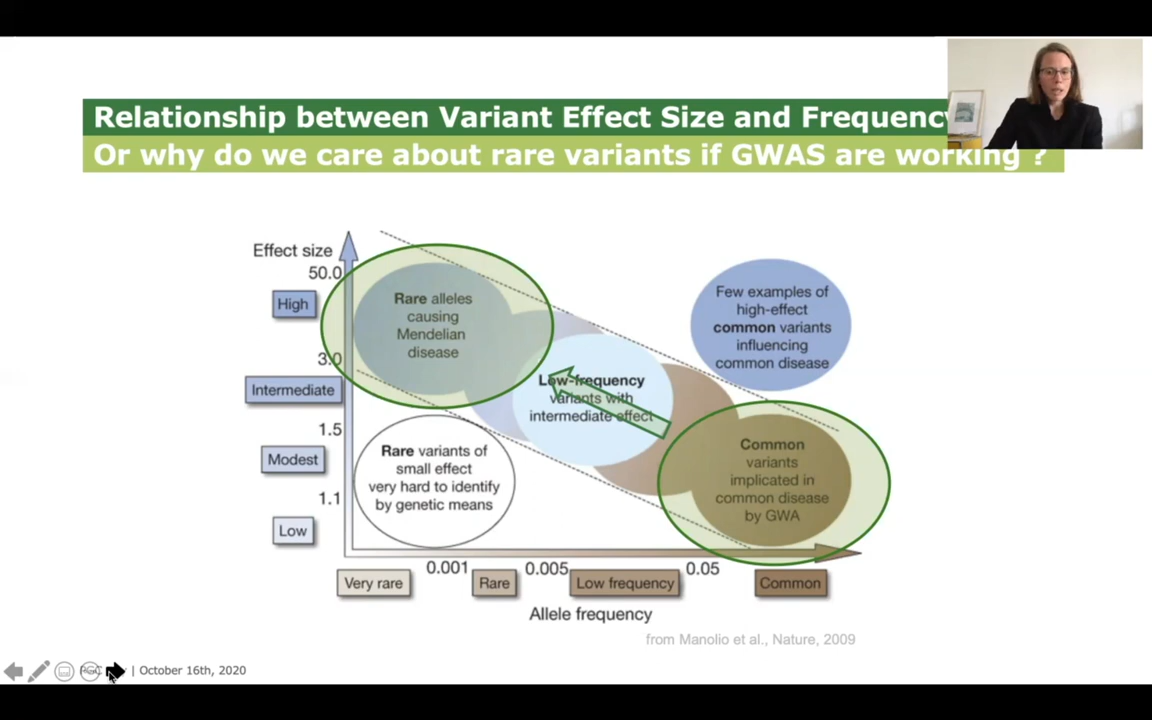 Relationship between Variant Effect Size and Frequency
Or why do we care about rare variants if GWAS are working ?
Effect size
50.0
High
3.0
Intermediate
1.5
Modest
1.1
Low
Rare alleles
causing
Mendelian
disease
Low-frequency
variants with
intermediate effect
Few examples of
high-effect
common variants
influencing
common disease
Rare variants of
small effect
very hard to identify
by genetic means
Common
variants
implicated in
common disease
by GWA
0.001
0.005
0.05
Very rare
Rare
Low frequency
Common
Allele frequency
from Manolio et al., Nature, 2009
PGC | October 16th, 2020